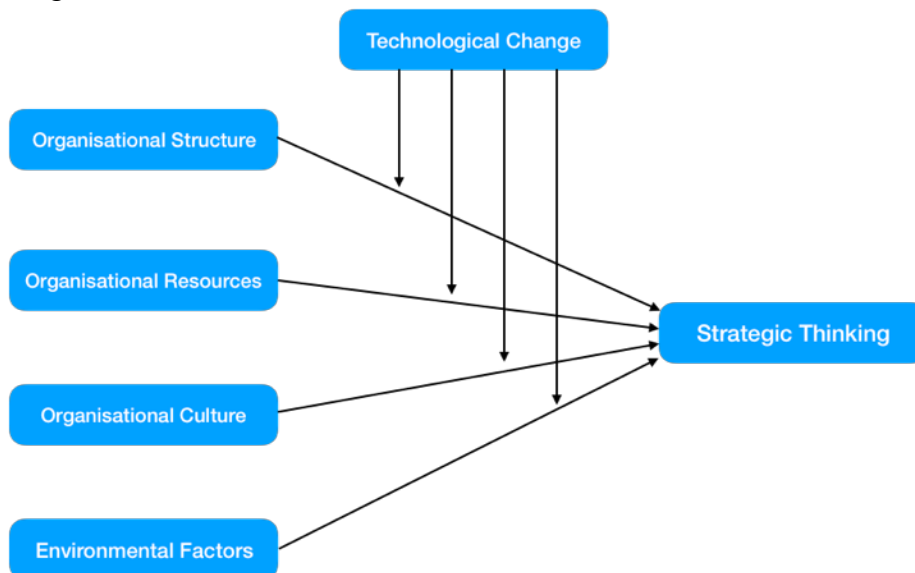 Technological Change
Organisational Structure
Organisational Resources
Strategic Thinking
Organisational Culture
Environmental Factors